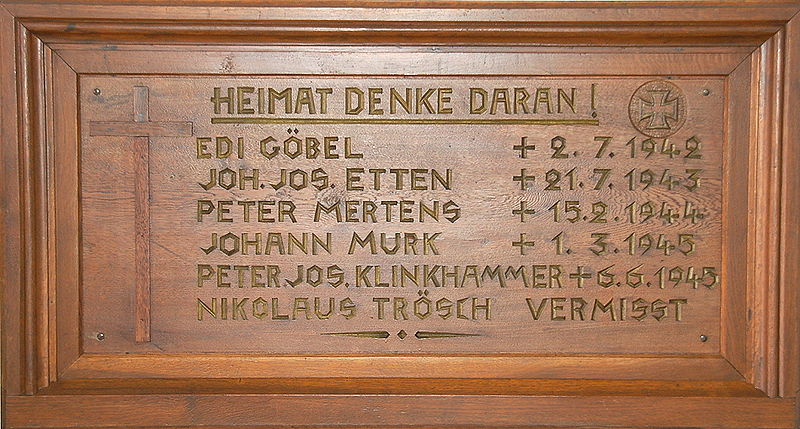 HEIMAT DENKE DARAN!
EDI GÖBEL + 2.7.1942
JOH. JOS. ETTEN + 21.7.1943
PETER MERTENS + 15.2.1944
JOHANN MURK + 1.3.1945
PETER JOS. KLINKHAMMER + 6.6.1945
NIKOLAUS TRÖSCH VERMISST